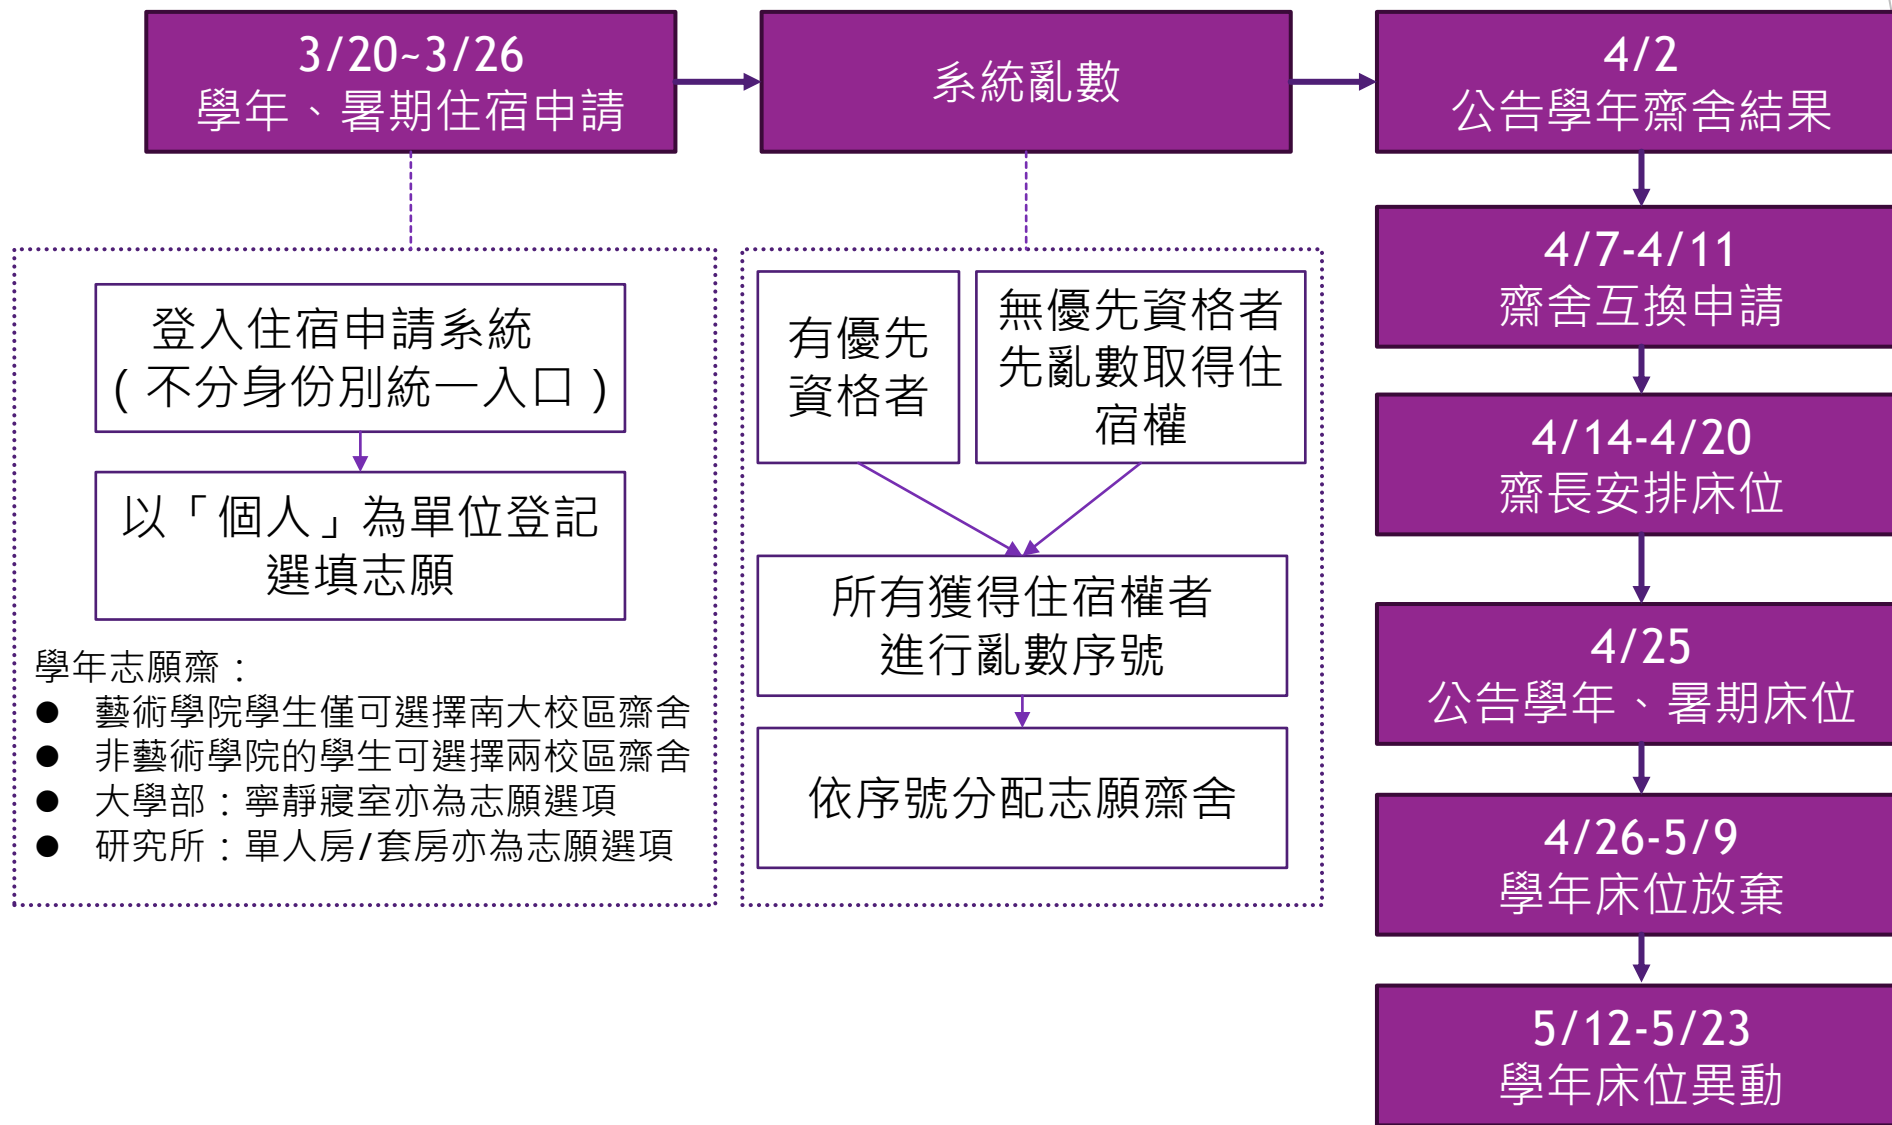 3/20~3/26
學年、暑期住宿申請
系統亂數
4/2
公告學年齋舍結果
4/7-4/11
齋舍互換申請
4/14-4/20
齋長安排床位
4/25
公告學年、暑期床位
4/26-5/9
學年床位放棄
5/12-5/23
學年床位異動
登入住宿申請系統
(不分身份別統一入口)
以「個人」為單位登記
選填志願
學年志願齋：
● 藝術學院學生僅可選擇南大校區齋舍
● 非藝術學院的學生可選擇兩校區齋舍
● 大學部：寧靜寢室亦為志願選項
● 研究所：單人房/套房亦為志願選項
有優先
資格者
無優先資格者
先亂數取得住
宿權
所有獲得住宿權者
進行亂數序號
依序號分配志願齋舍